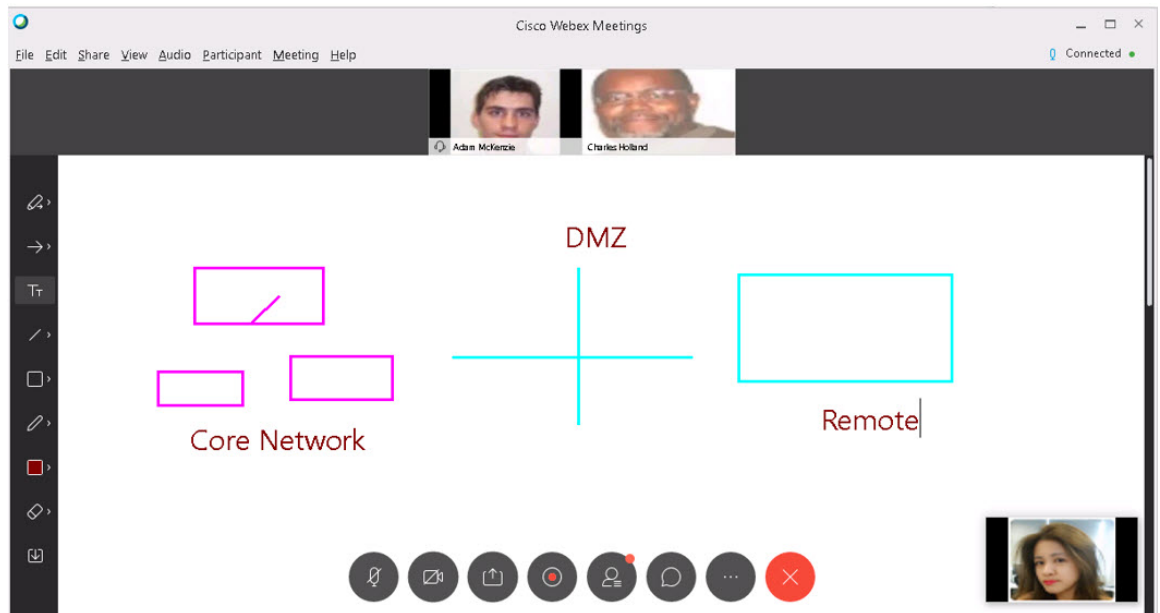 Cisco Webex Meetings
File Edit Share View Audio Participant Meeting Help
Connected
Adam McKenzie
Charles Holland
DMZ
Core Network
Remote